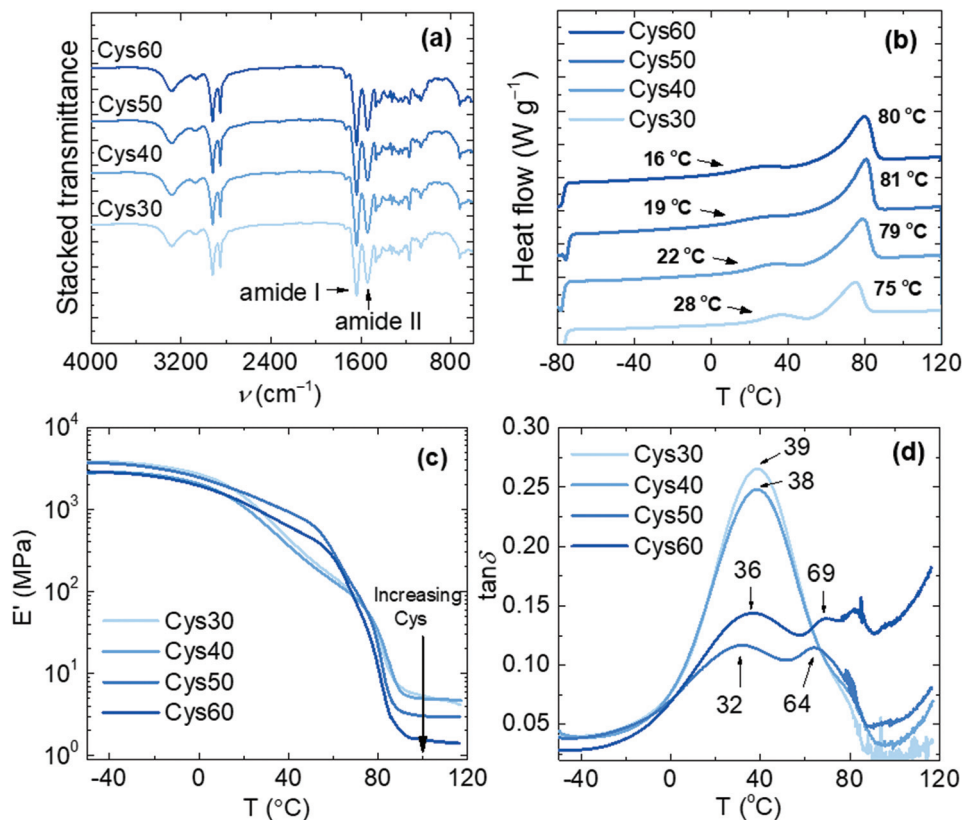 (a)
Cys60
Cys50
Cys40
Cys30
amide I
amide II
Stacked transmittance
4000 3200 2400 1600 800
ν (cm⁻¹)
(b)
Cys60
Cys50
Cys40
Cys30
80 °C
16 °C
81 °C
19 °C
79 °C
22 °C
75 °C
28 °C
Heat flow (W g⁻¹)
-80 -40 0 40 80 120
T (°C)
(c)
10⁴
10³
10²
10¹
10⁰
E' (MPa)
Increasing
Cys
Cys30
Cys40
Cys50
Cys60
-40 0 40 80 120
T (°C)
(d)
0.30
0.25
0.20
0.15
0.10
0.05
tanδ
Cys30
Cys40
Cys50
Cys60
39
38
36
69
32
64
-40 0 40 80 120
T (°C)